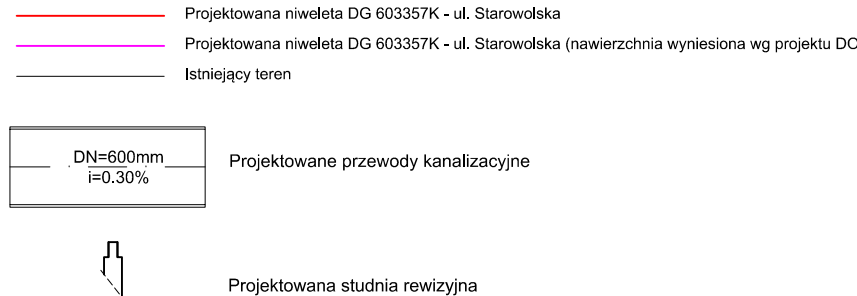 Projektowana niweleta DG 603357K - ul. Starowolska
Projektowana niweleta DG 603357K - ul. Starowolska (nawierzchnia wyniesiona wg projektu DO
Istniejący teren
DN=600mm
i=0.30%
Projektowane przewody kanalizacyjne
Projektowana studnia rewizyjna